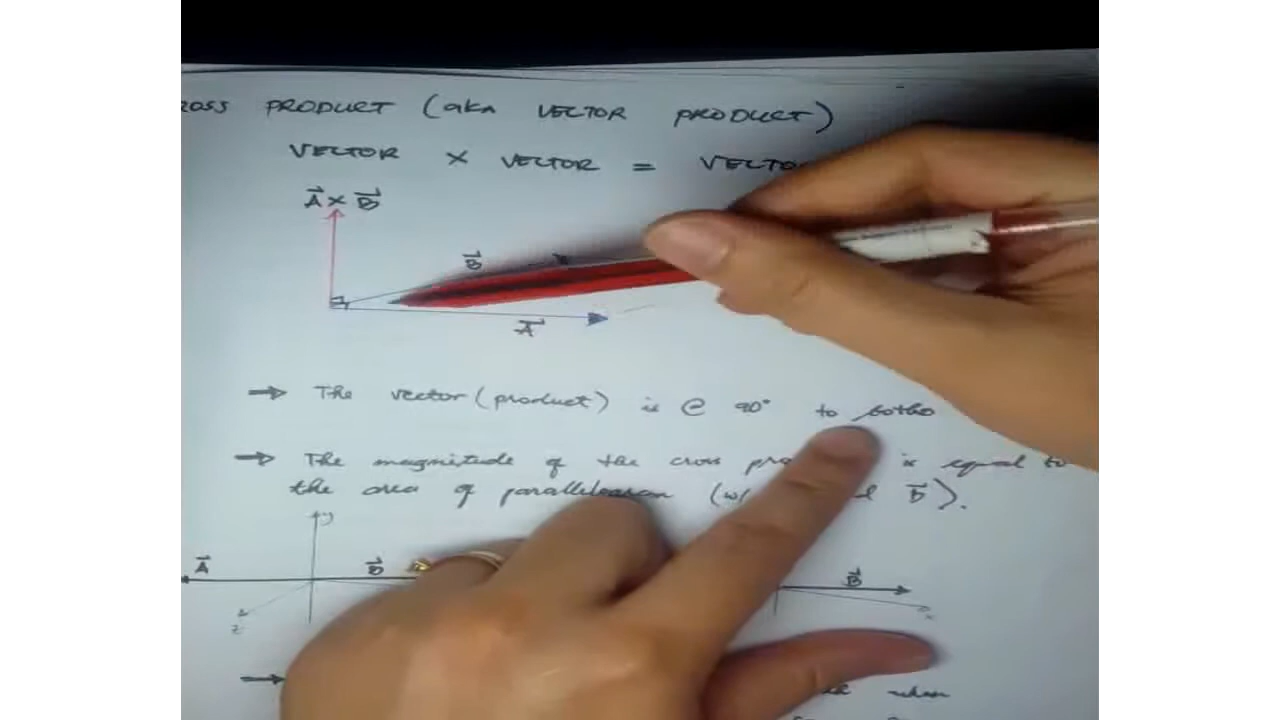 ROSS PRODUCT (aka VECTOR PRODUCT)
VECTOR × VECTOR = VECTO
A⃗ × B⃗
B⃗
A⃗
→ The vector (product) is @ 90° to both
→ The magnitude of the cross pro is equal to
the area of parallelogram (w/ B⃗).
y
A⃗ B⃗ B⃗
z x
→ when